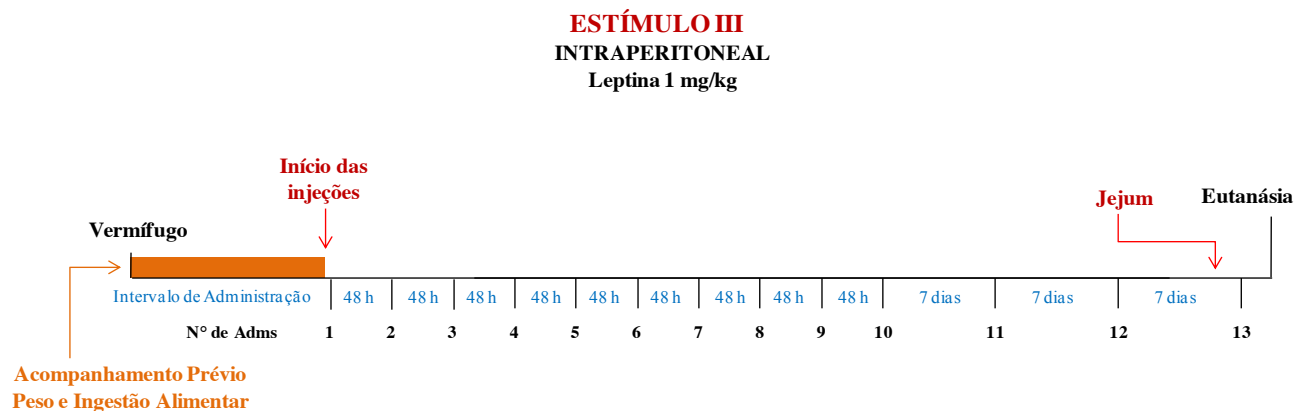 ESTÍMULO III
INTRAPERITONEAL
Leptina 1 mg/kg
Início das
injeções
Jejum
Eutanásia
Vermífugo
Intervalo de Administração 48 h 48 h 48 h 48 h 48 h 48 h 48 h 48 h 48 h 7 dias 7 dias 7 dias
N° de Adms 1 2 3 4 5 6 7 8 9 10 11 12 13
Acompanhamento Prévio
Peso e Ingestão Alimentar